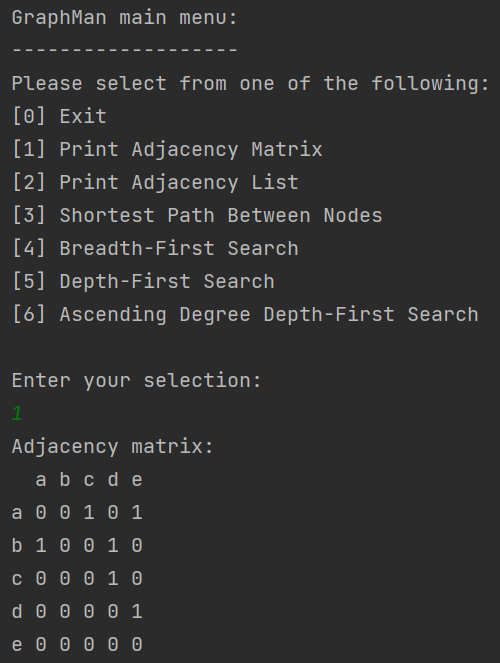 GraphMan main menu:
-------------------
Please select from one of the following:
[0] Exit
[1] Print Adjacency Matrix
[2] Print Adjacency List
[3] Shortest Path Between Nodes
[4] Breadth-First Search
[5] Depth-First Search
[6] Ascending Degree Depth-First Search
Enter your selection:
1
Adjacency matrix:
  a b c d e
a 0 0 1 0 1
b 1 0 0 1 0
c 0 0 0 1 0
d 0 0 0 0 1
e 0 0 0 0 0